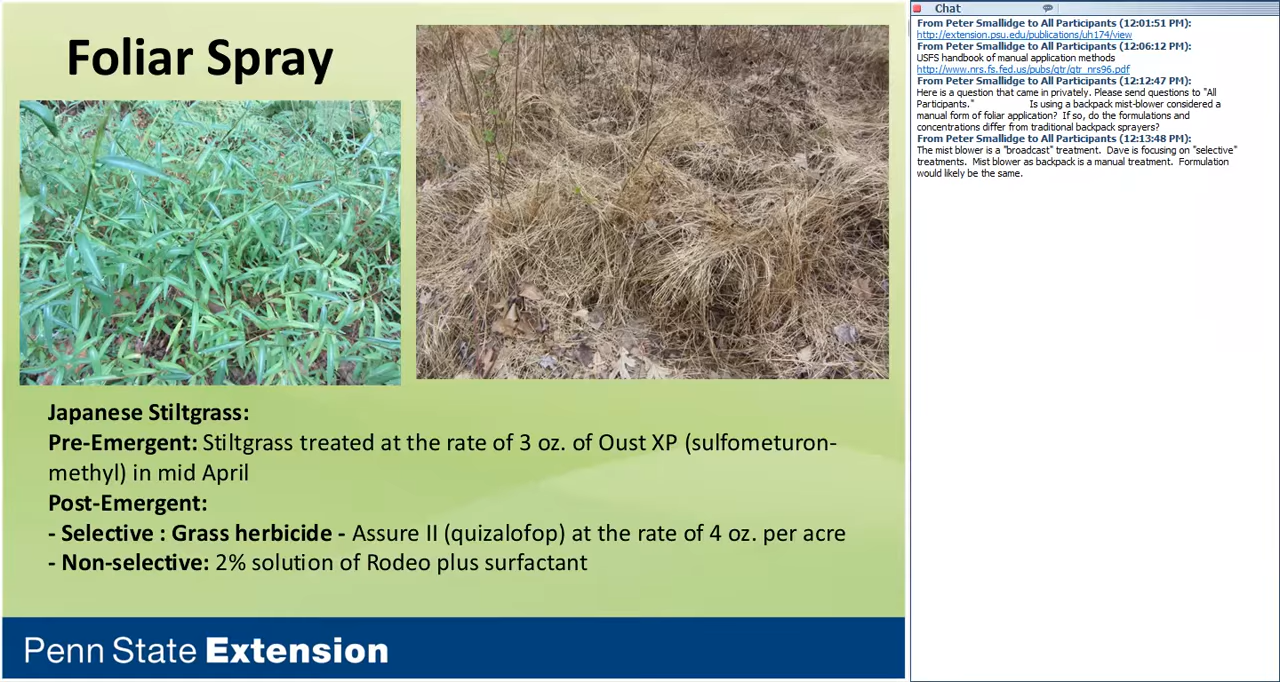 Foliar Spray
Japanese Stiltgrass:
Pre-Emergent: Stiltgrass treated at the rate of 3 oz. of Oust XP (sulfometuron-
methyl) in mid April
Post-Emergent:
- Selective : Grass herbicide - Assure II (quizalofop) at the rate of 4 oz. per acre
- Non-selective: 2% solution of Rodeo plus surfactant
Penn State Extension
Chat
From Peter Smallidge to All Participants (12:01:51 PM):
http://extension.psu.edu/publications/uh174/view
From Peter Smallidge to All Participants (12:06:12 PM):
USFS handbook of manual application methods
http://www.nrs.fs.fed.us/pubs/gtr/gtr_nrs96.pdf
From Peter Smallidge to All Participants (12:12:47 PM):
Here is a question that came in privately. Please send questions to "All
Participants." Is using a backpack mist-blower considered a
manual form of foliar application? If so, do the formulations and
concentrations differ from traditional backpack sprayers?
From Peter Smallidge to All Participants (12:13:48 PM):
The mist blower is a "broadcast" treatment. Dave is focusing on "selective"
treatments. Mist blower as backpack is a manual treatment. Formulation
would likely be the same.